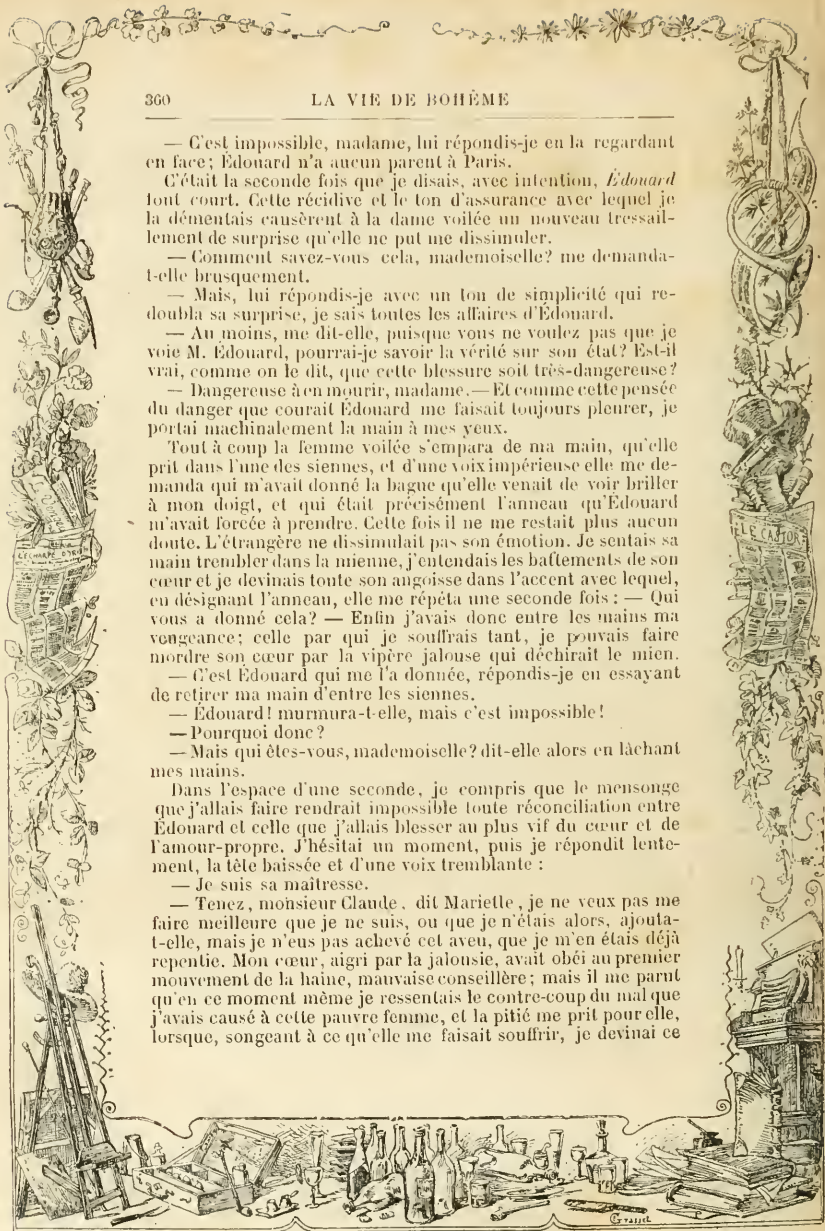 360 LA VIE DE BOHÈME
— C'est impossible, madame, lui répondis-je en la regardant
en face; Édouard n'a aucun parent à Paris.
C'était la seconde fois que je disais, avec intention, Édouard
tout court. Cette récidive et le ton d'assurance avec lequel je
la démentais causèrent à la dame voilée un nouveau tressail-
lement de surprise qu'elle ne put me dissimuler.
— Comment savez-vous cela, mademoiselle? me demanda-
t-elle brusquement.
— Mais, lui répondis-je avec un ton de simplicité qui re-
doubla sa surprise, je sais toutes les affaires d'Édouard.
— Au moins, me dit-elle, puisque vous ne voulez pas que je
voie M. Édouard, pourrai-je savoir la vérité sur son état? Est-il
vrai, comme on le dit, que cette blessure soit très-dangereuse?
— Dangereuse à en mourir, madame. — Et comme cette pensée
du danger que courait Édouard me faisait toujours pleurer, je
portai machinalement la main à mes yeux.
Tout à coup la femme voilée s'empara de ma main, qu'elle
prit dans l'une des siennes, et d'une voix impérieuse elle me de-
manda qui m'avait donné la bague qu'elle venait de voir briller
à mon doigt, et qui était précisément l'anneau qu'Édouard
m'avait forcée à prendre. Cette fois il ne me restait plus aucun
doute. L'étrangère ne dissimulait pas son émotion. Je sentais sa
main trembler dans la mienne, j'entendais les battements de son
cœur et je devinais toute son angoisse dans l'accent avec lequel,
en désignant l'anneau, elle me répéta une seconde fois : — Qui
vous a donné cela? — Enfin j'avais donc entre les mains ma
vengeance; celle par qui je souffrais tant, je pouvais faire
mordre son cœur par la vipère jalouse qui déchirait le mien.
— C'est Édouard qui me l'a donnée, répondis-je en essayant
de retirer ma main d'entre les siennes.
— Édouard! murmura-t-elle, mais c'est impossible!
— Pourquoi donc?
— Mais qui êtes-vous, mademoiselle? dit-elle alors en lâchant
mes mains.
Dans l'espace d'une seconde, je compris que le mensonge
que j'allais faire rendrait impossible toute réconciliation entre
Édouard et celle que j'allais blesser au plus vif du cœur et de
l'amour-propre. J'hésitai un moment, puis je répondit lente-
ment, la tête baissée et d'une voix tremblante :
— Je suis sa maîtresse.
— Tenez, monsieur Claude, dit Mariette, je ne veux pas me
faire meilleure que je ne suis, ou que je n'étais alors, ajouta-
t-elle, mais je n'eus pas achevé cet aveu, que je m'en étais déjà
repentie. Mon cœur, aigri par la jalousie, avait obéi au premier
mouvement de la haine, mauvaise conseillère; mais il me parut
qu'en ce moment même je ressentais le contre-coup du mal que
j'avais causé à cette pauvre femme, et la pitié me prit pour elle,
lorsque, songeant à ce qu'elle me faisait souffrir, je devinai ce
L'ÉCHARPE D'IRIS
LE CASTOR
Grasset